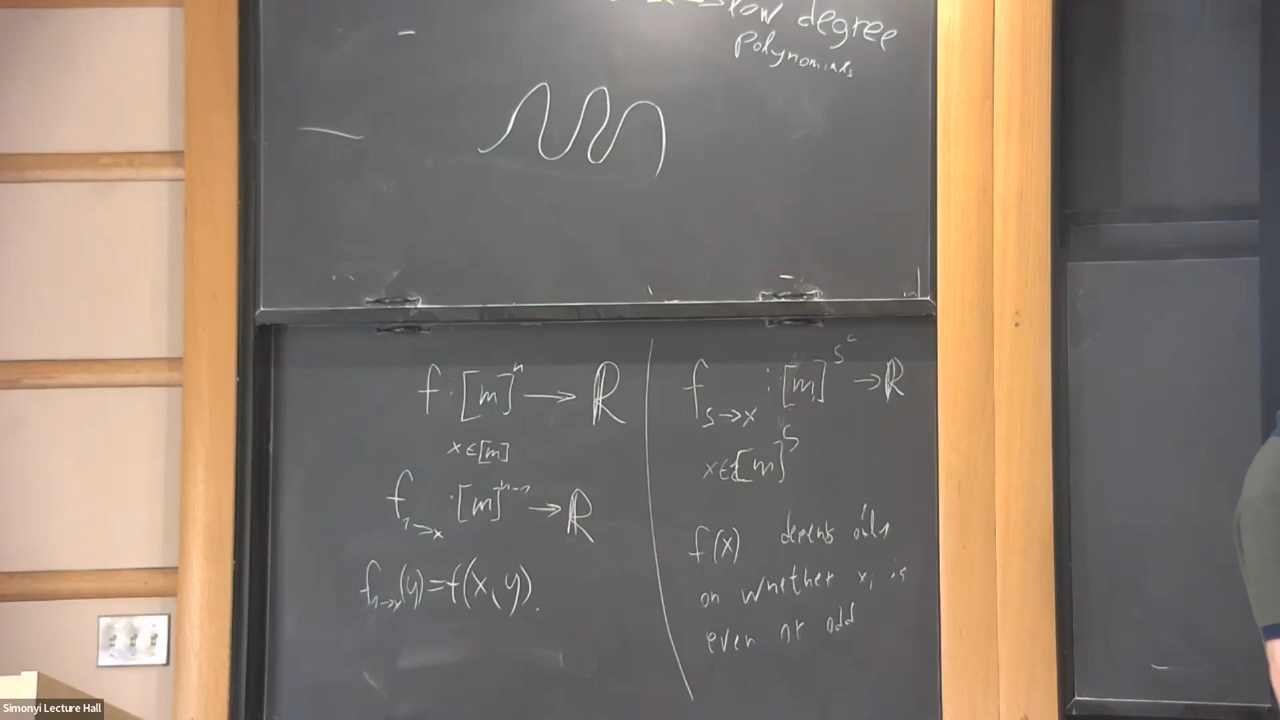 low degree
polynomials
f : [m]^n → ℝ
x ∈ [m]
f_{1→x} : [m]^{n-1} → ℝ
f_{1→x}(y) = f(x, y).
f_{S→x} : [m]^{S^c} → ℝ
x ∈ [m]^S
f(x) depends only
on whether x_i is
even or odd
Simonyi Lecture Hall